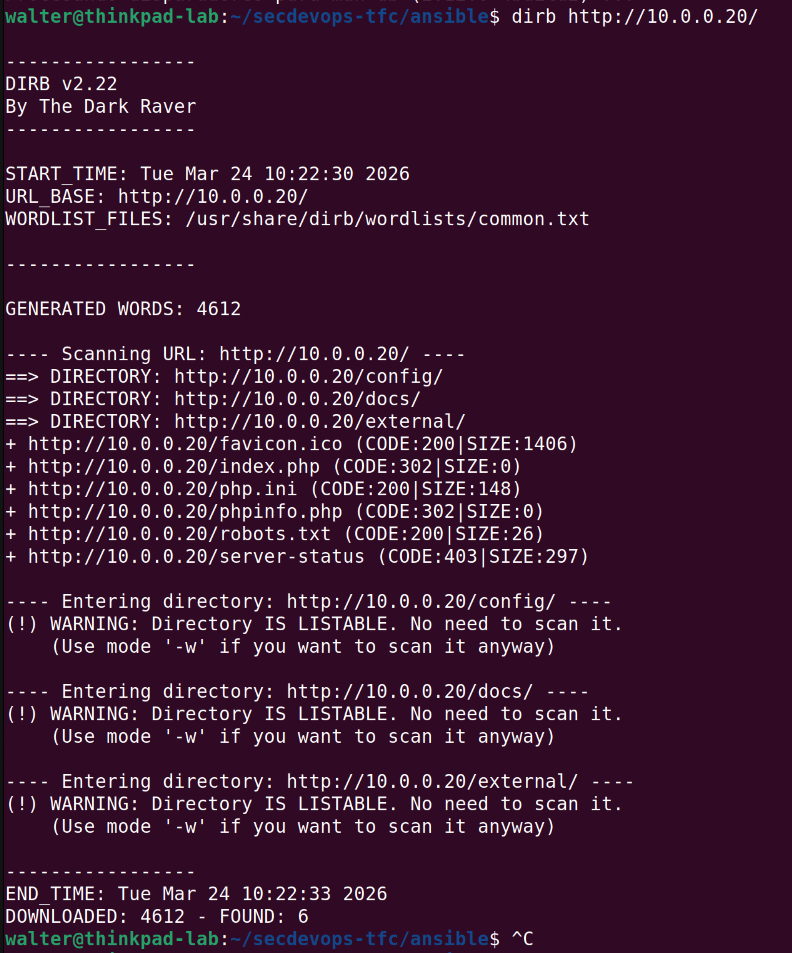 walter@thinkpad-lab:~/secdevops-tfc/ansible$ dirb http://10.0.0.20/
-----------------
DIRB v2.22
By The Dark Raver
-----------------
START_TIME: Tue Mar 24 10:22:30 2026
URL_BASE: http://10.0.0.20/
WORDLIST_FILES: /usr/share/dirb/wordlists/common.txt
-----------------
GENERATED WORDS: 4612
---- Scanning URL: http://10.0.0.20/ ----
==> DIRECTORY: http://10.0.0.20/config/
==> DIRECTORY: http://10.0.0.20/docs/
==> DIRECTORY: http://10.0.0.20/external/
+ http://10.0.0.20/favicon.ico (CODE:200|SIZE:1406)
+ http://10.0.0.20/index.php (CODE:302|SIZE:0)
+ http://10.0.0.20/php.ini (CODE:200|SIZE:148)
+ http://10.0.0.20/phpinfo.php (CODE:302|SIZE:0)
+ http://10.0.0.20/robots.txt (CODE:200|SIZE:26)
+ http://10.0.0.20/server-status (CODE:403|SIZE:297)
---- Entering directory: http://10.0.0.20/config/ ----
(!) WARNING: Directory IS LISTABLE. No need to scan it.
    (Use mode '-w' if you want to scan it anyway)
---- Entering directory: http://10.0.0.20/docs/ ----
(!) WARNING: Directory IS LISTABLE. No need to scan it.
    (Use mode '-w' if you want to scan it anyway)
---- Entering directory: http://10.0.0.20/external/ ----
(!) WARNING: Directory IS LISTABLE. No need to scan it.
    (Use mode '-w' if you want to scan it anyway)
-----------------
END_TIME: Tue Mar 24 10:22:33 2026
DOWNLOADED: 4612 - FOUND: 6
walter@thinkpad-lab:~/secdevops-tfc/ansible$ ^C